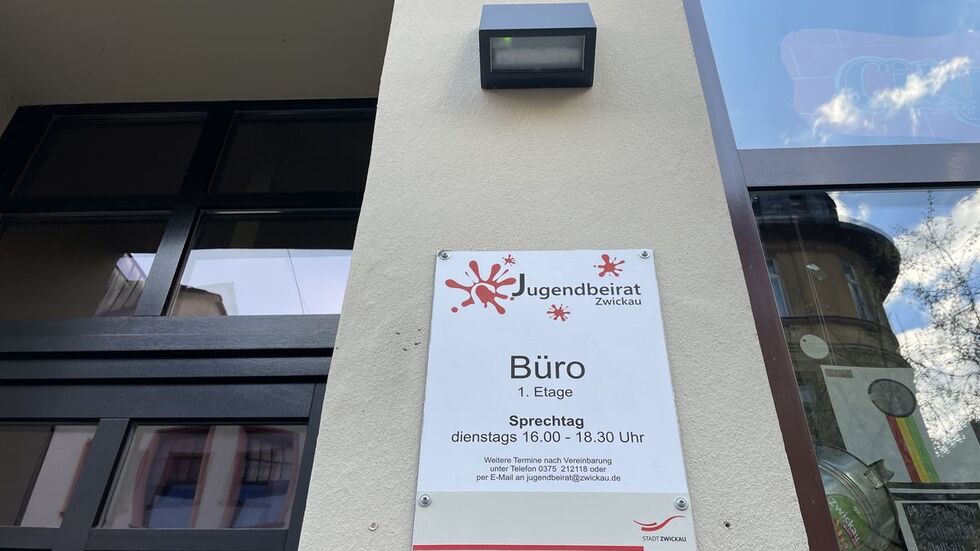 Jugendbeirat
Zwickau
Büro
1. Etage
Sprechtag
dienstags 16.00 - 18.30 Uhr
Weitere Termine nach Vereinbarung
unter Telefon 0375 212118 oder
per E-Mail an jugendbeirat@zwickau.de
STADT ZWICKAU